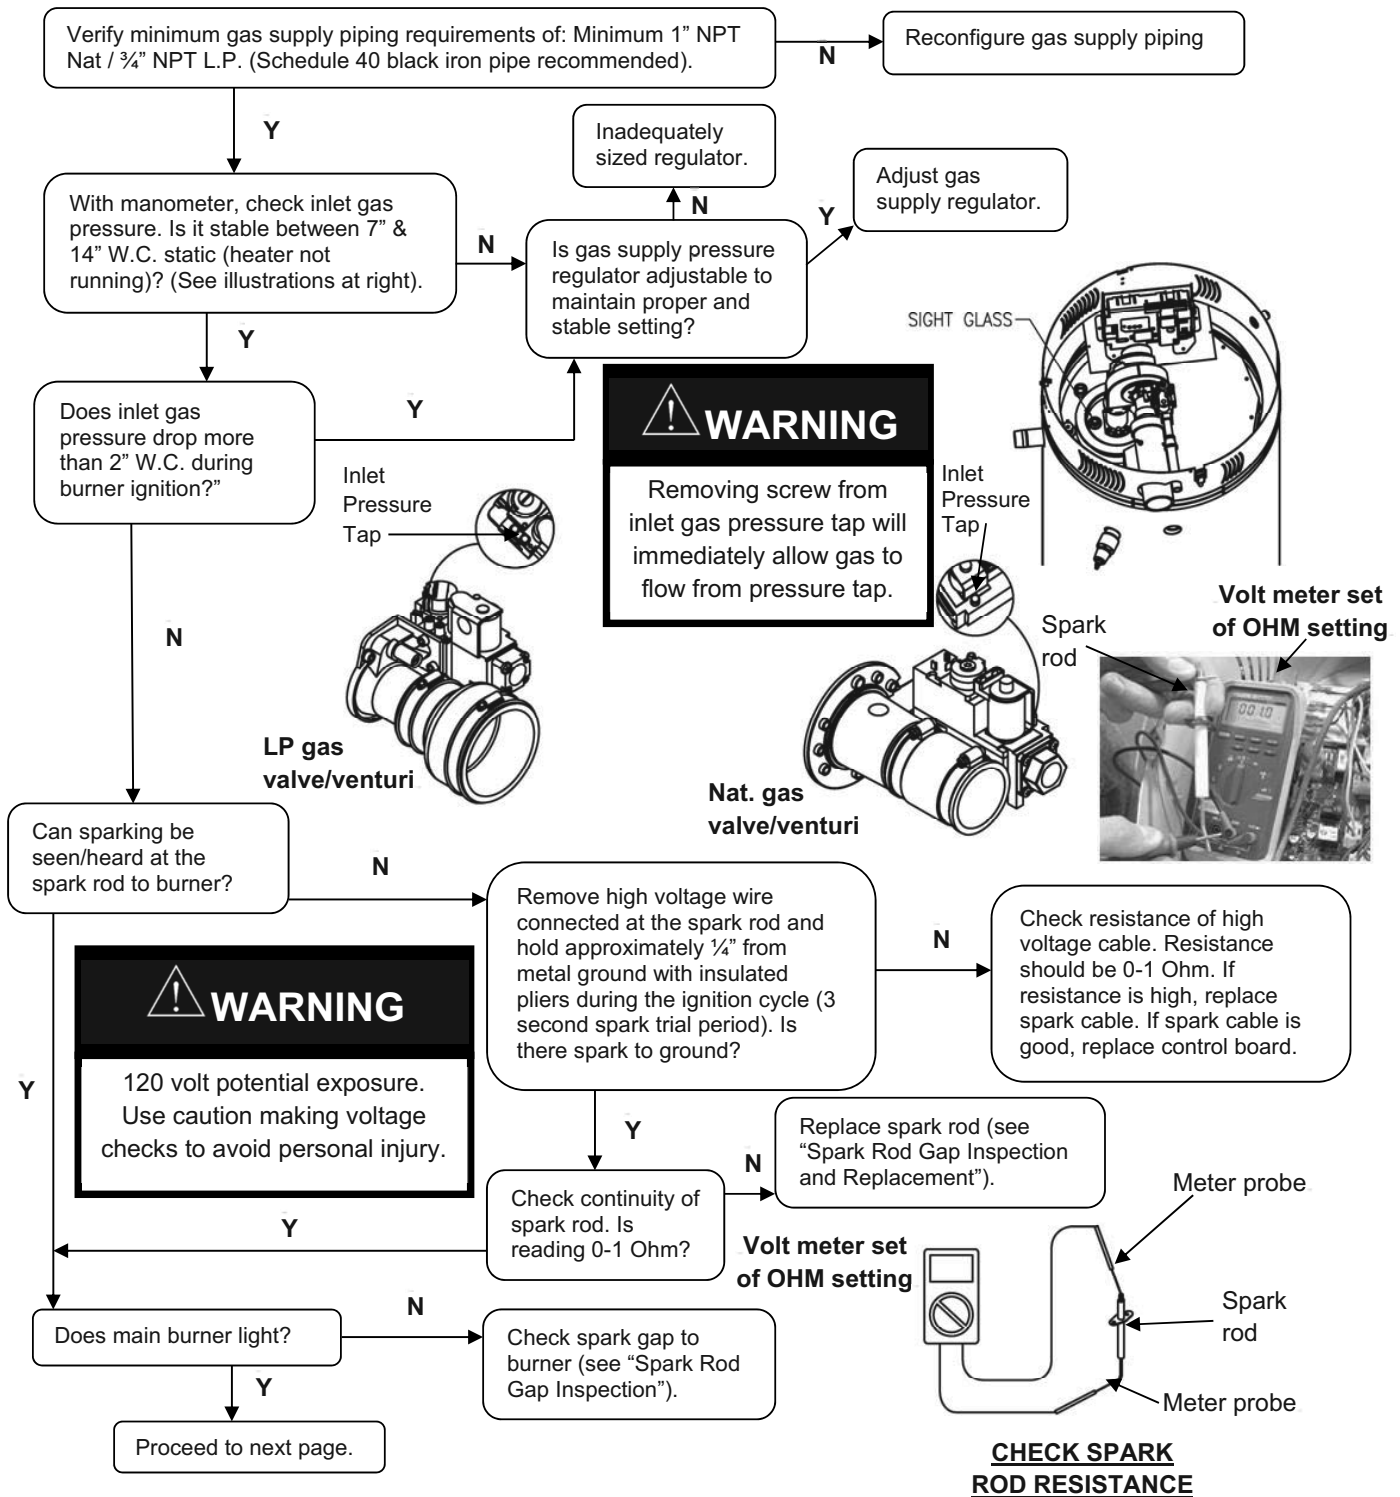 Verify minimum gas supply piping requirements of: Minimum 1” NPT
Nat / ¾” NPT L.P. (Schedule 40 black iron pipe recommended).
N
Reconfigure gas supply piping
Y
Inadequately
sized regulator.
N
Adjust gas
supply regulator.
Y
With manometer, check inlet gas
pressure. Is it stable between 7” &
14” W.C. static (heater not
running)? (See illustrations at right).
N
Is gas supply pressure
regulator adjustable to
maintain proper and
stable setting?
SIGHT GLASS
Y
Does inlet gas
pressure drop more
than 2” W.C. during
burner ignition?”
Y
WARNING
Removing screw from
inlet gas pressure tap will
immediately allow gas to
flow from pressure tap.
Inlet
Pressure
Tap
Inlet
Pressure
Tap
N
LP gas
valve/venturi
Nat. gas
valve/venturi
Spark
rod
Volt meter set
of OHM setting
001.0
Can sparking be
seen/heard at the
spark rod to burner?
N
Remove high voltage wire
connected at the spark rod and
hold approximately ¼” from
metal ground with insulated
pliers during the ignition cycle (3
second spark trial period). Is
there spark to ground?
N
Check resistance of high
voltage cable. Resistance
should be 0-1 Ohm. If
resistance is high, replace
spark cable. If spark cable is
good, replace control board.
WARNING
120 volt potential exposure.
Use caution making voltage
checks to avoid personal injury.
Y
Y
Check continuity of
spark rod. Is
reading 0-1 Ohm?
N
Replace spark rod (see
“Spark Rod Gap Inspection
and Replacement”).
Y
Does main burner light?
N
Check spark gap to
burner (see “Spark Rod
Gap Inspection”).
Y
Proceed to next page.
Volt meter set
of OHM setting
Meter probe
Spark
rod
Meter probe
CHECK SPARK
ROD RESISTANCE